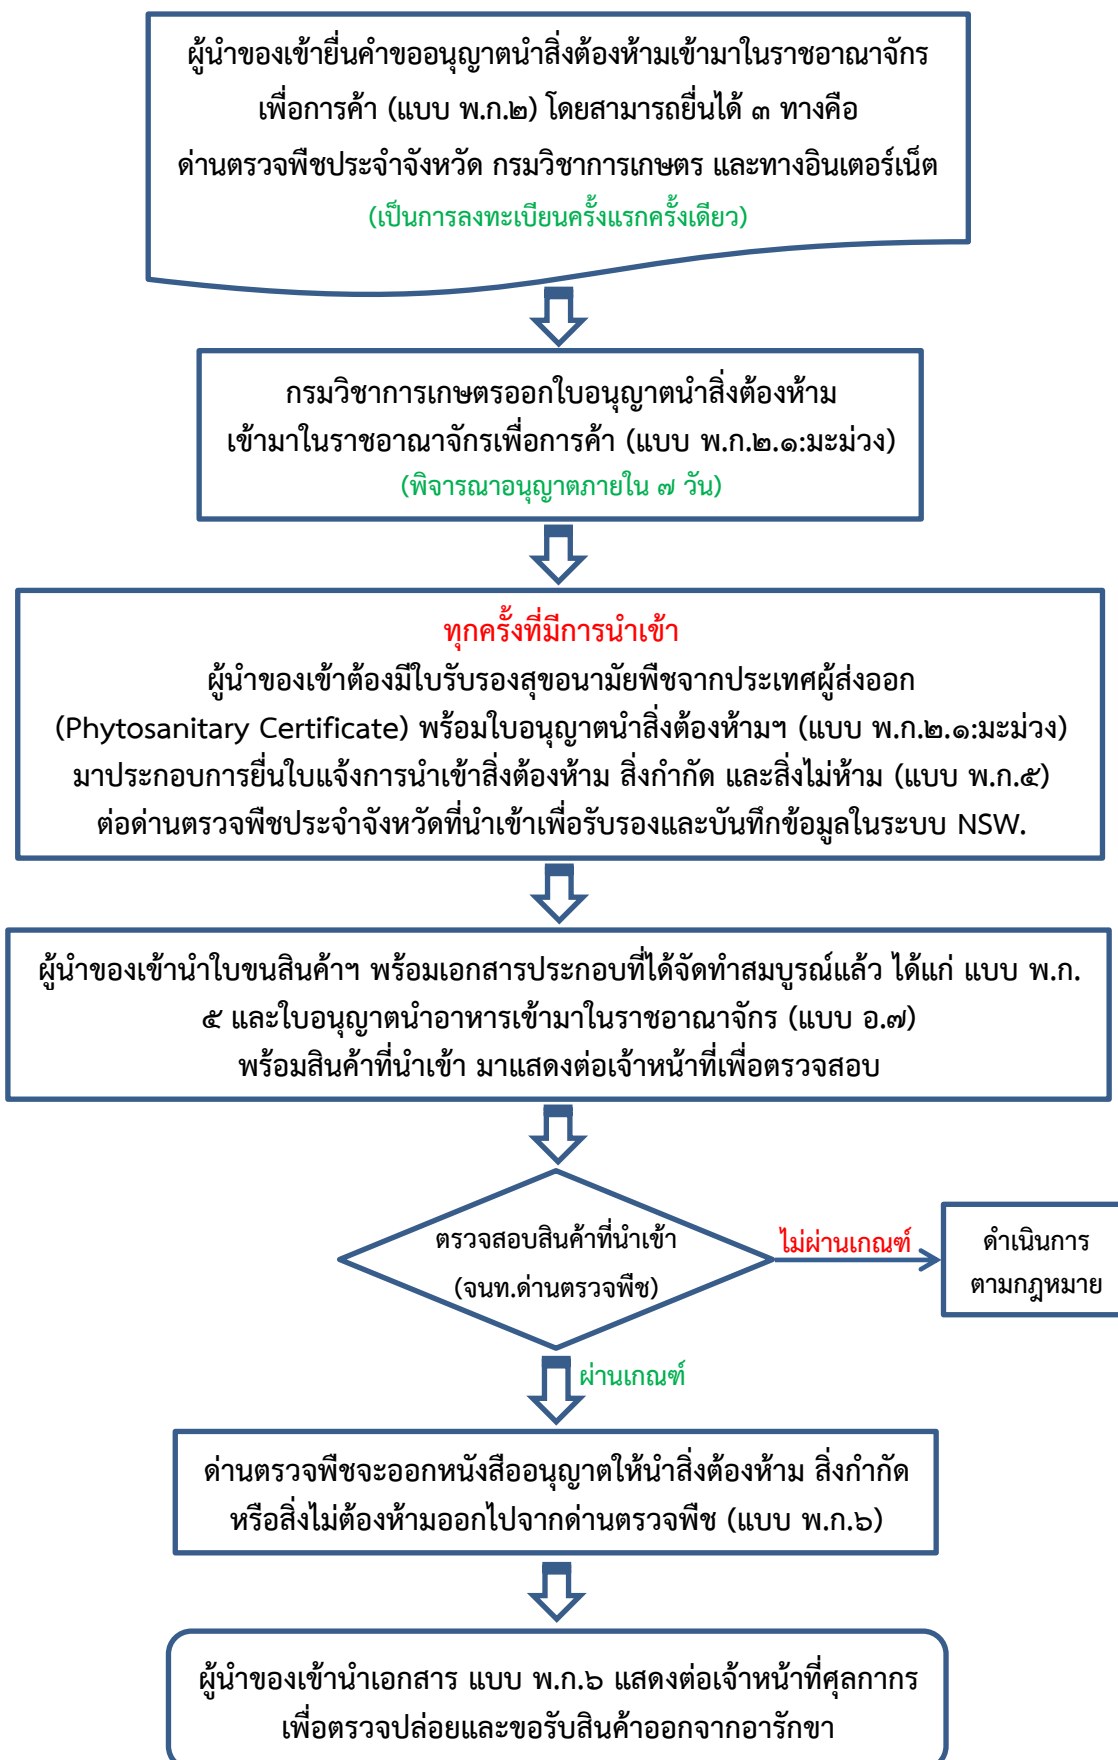 ผู้นำของเข้ายื่นคำขออนุญาตนำสิ่งต้องห้ามเข้ามาในราชอาณาจักร
เพื่อการค้า (แบบ พ.ก.๒) โดยสามารถยื่นได้ ๓ ทางคือ
ด่านตรวจพืชประจำจังหวัด กรมวิชาการเกษตร และทางอินเตอร์เน็ต
(เป็นการลงทะเบียนครั้งแรกครั้งเดียว)
กรมวิชาการเกษตรออกใบอนุญาตนำสิ่งต้องห้าม
เข้ามาในราชอาณาจักรเพื่อการค้า (แบบ พ.ก.๒.๑:มะม่วง)
(พิจารณาอนุญาตภายใน ๗ วัน)
ทุกครั้งที่มีการนำเข้า
ผู้นำของเข้าต้องมีใบรับรองสุขอนามัยพืชจากประเทศผู้ส่งออก
(Phytosanitary Certificate) พร้อมใบอนุญาตนำสิ่งต้องห้ามฯ (แบบ พ.ก.๒.๑:มะม่วง)
มาประกอบการยื่นใบแจ้งการนำเข้าสิ่งต้องห้าม สิ่งกำกัด และสิ่งไม่ห้าม (แบบ พ.ก.๕)
ต่อด่านตรวจพืชประจำจังหวัดที่นำเข้าเพื่อรับรองและบันทึกข้อมูลในระบบ NSW.
ผู้นำของเข้านำใบขนสินค้าฯ พร้อมเอกสารประกอบที่ได้จัดทำสมบูรณ์แล้ว ได้แก่ แบบ พ.ก.
๕ และใบอนุญาตนำอาหารเข้ามาในราชอาณาจักร (แบบ อ.๗)
พร้อมสินค้าที่นำเข้า มาแสดงต่อเจ้าหน้าที่เพื่อตรวจสอบ
ตรวจสอบสินค้าที่นำเข้า
(จนท.ด่านตรวจพืช)
ไม่ผ่านเกณฑ์
ดำเนินการ
ตามกฎหมาย
ผ่านเกณฑ์
ด่านตรวจพืชจะออกหนังสืออนุญาตให้นำสิ่งต้องห้าม สิ่งกำกัด
หรือสิ่งไม่ต้องห้ามออกไปจากด่านตรวจพืช (แบบ พ.ก.๖)
ผู้นำของเข้านำเอกสาร แบบ พ.ก.๖ แสดงต่อเจ้าหน้าที่ศุลกากร
เพื่อตรวจปล่อยและขอรับสินค้าออกจากอารักขา